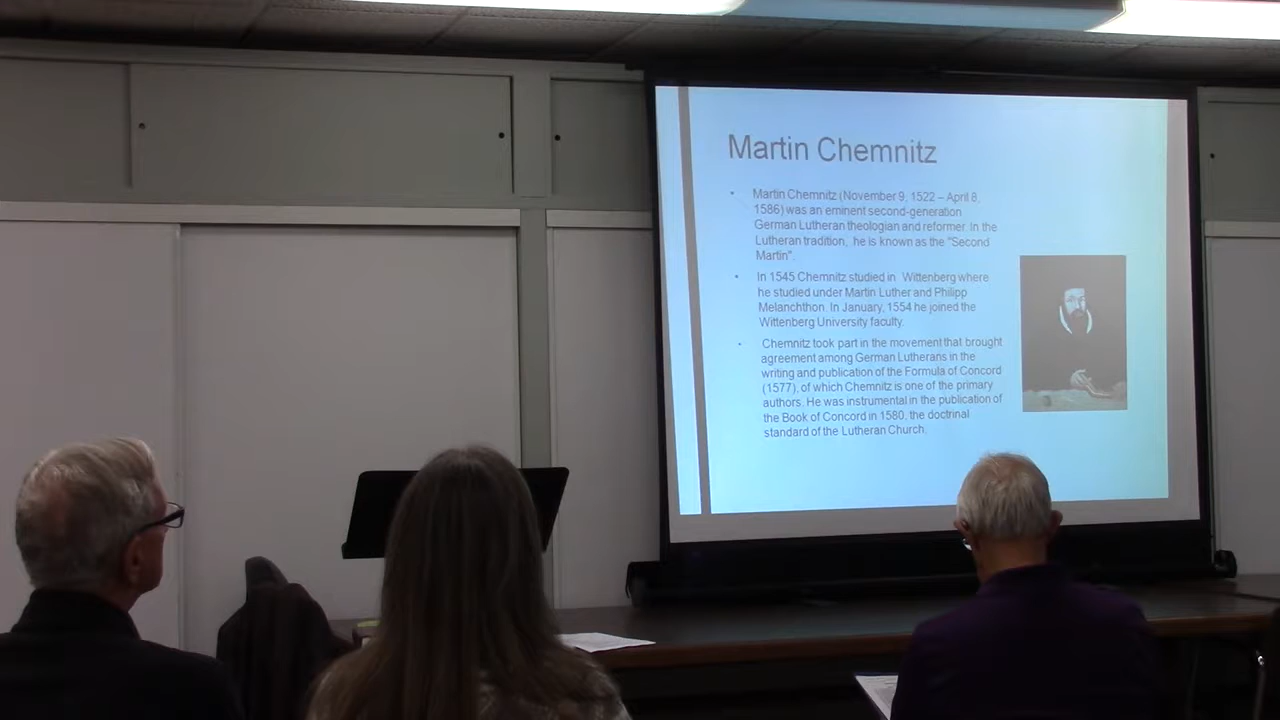 Martin Chemnitz
• Martin Chemnitz (November 9, 1522 – April 8,
1586) was an eminent second-generation
German Lutheran theologian and reformer. In the
Lutheran tradition, he is known as the "Second
Martin".
• In 1545 Chemnitz studied in Wittenberg where
he studied under Martin Luther and Philipp
Melanchthon. In January, 1554 he joined the
Wittenberg University faculty.
• Chemnitz took part in the movement that brought
agreement among German Lutherans in the
writing and publication of the Formula of Concord
(1577), of which Chemnitz is one of the primary
authors. He was instrumental in the publication of
the Book of Concord in 1580, the doctrinal
standard of the Lutheran Church.